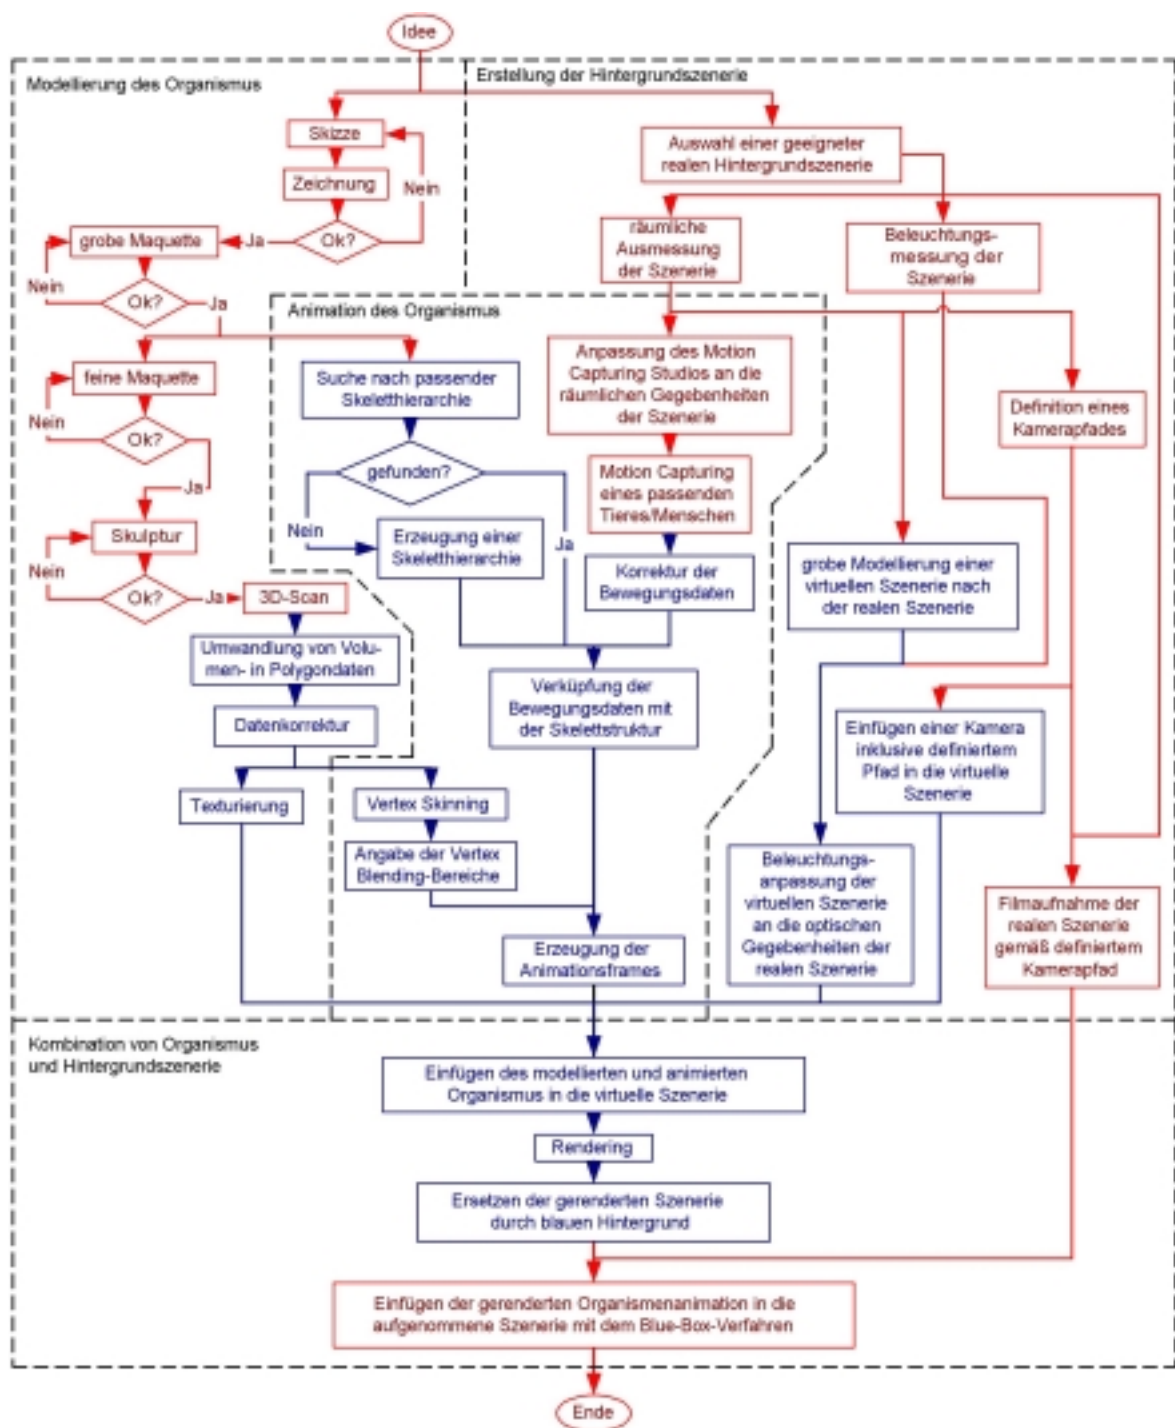 Idee
Modellierung des Organismus
Erstellung der Hintergrundszenerie
Skizze
Zeichnung
Nein
Ok?
Ja
grobe Maquette
Nein
Ok?
Ja
feine Maquette
Nein
Ok?
Ja
Skulptur
Nein
Ok?
Ja
3D-Scan
Umwandlung von Volu-
men- in Polygondaten
Datenkorrektur
Texturierung
Animation des Organismus
Suche nach passender
Skeletthierarchie
gefunden?
Nein
Ja
Erzeugung einer
Skeletthierarchie
Anpassung des Motion
Capturing Studios an die
räumlichen Gegebenheiten
der Szenerie
Motion Capturing
eines passenden
Tieres/Menschen
Korrektur der
Bewegungsdaten
Verküpfung der
Bewegungsdaten mit
der Skelettstruktur
Vertex Skinning
Angabe der Vertex
Blending-Bereiche
Erzeugung der
Animationsframes
Auswahl einer geeigneter
realen Hintergrundszenerie
räumliche
Ausmessung
der Szenerie
Beleuchtungs-
messung der
Szenerie
Definition eines
Kamerapfades
grobe Modellierung einer
virtuellen Szenerie nach
der realen Szenerie
Einfügen einer Kamera
inklusive definiertem
Pfad in die virtuelle
Szenerie
Beleuchtungs-
anpassung der
virtuellen Szenerie
an die optischen
Gegebenheiten der
realen Szenerie
Filmaufnahme der
realen Szenerie
gemäß definiertem
Kamerapfad
Kombination von Organismus
und Hintergrundszenerie
Einfügen des modellierten und animierten
Organismus in die virtuelle Szenerie
Rendering
Ersetzen der gerenderten Szenerie
durch blauen Hintergrund
Einfügen der gerenderten Organismenanimation in die
aufgenommene Szenerie mit dem Blue-Box-Verfahren
Ende